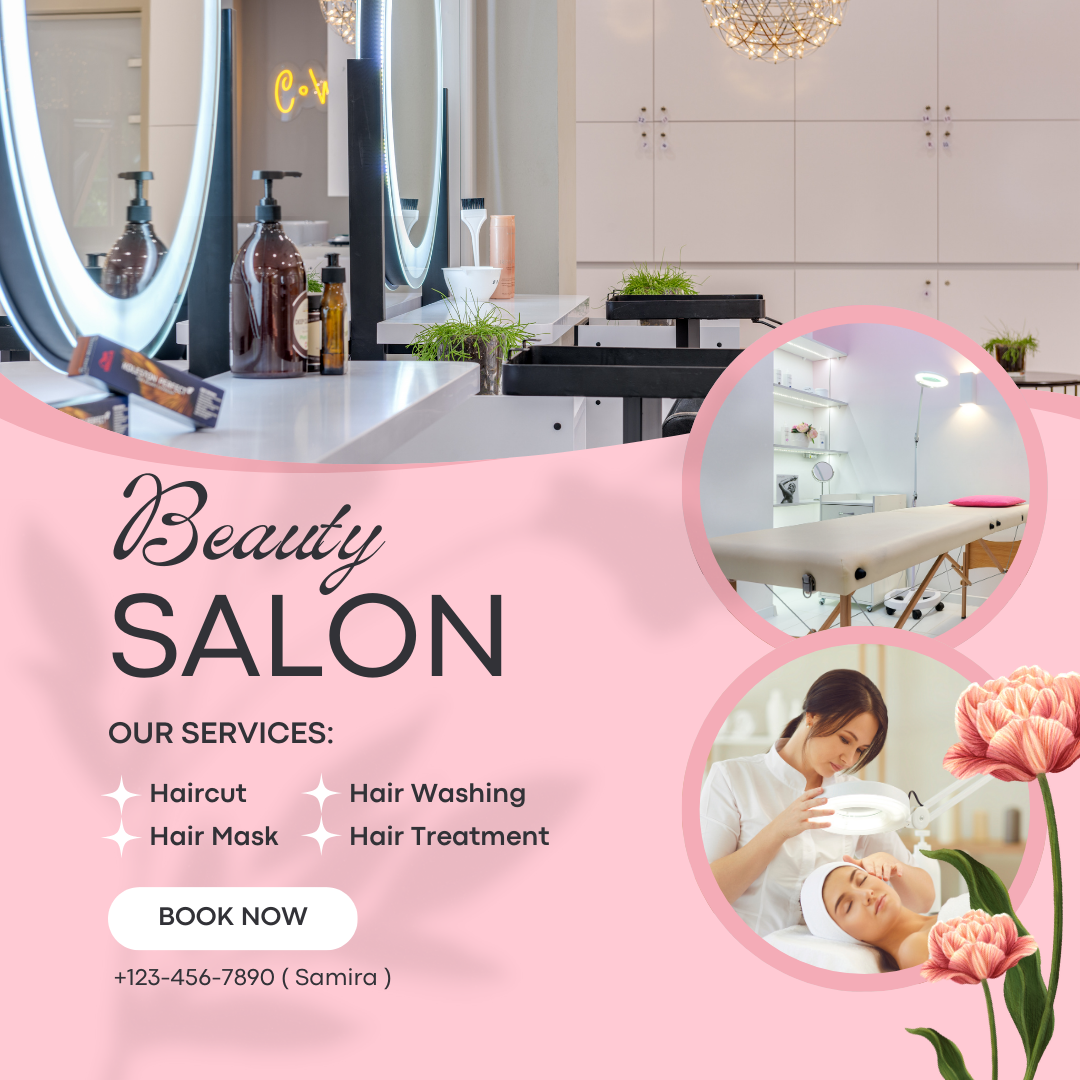 Beauty
SALON
OUR SERVICES:
Haircut
Hair Washing
Hair Mask
Hair Treatment
BOOK NOW
+123-456-7890 ( Samira )